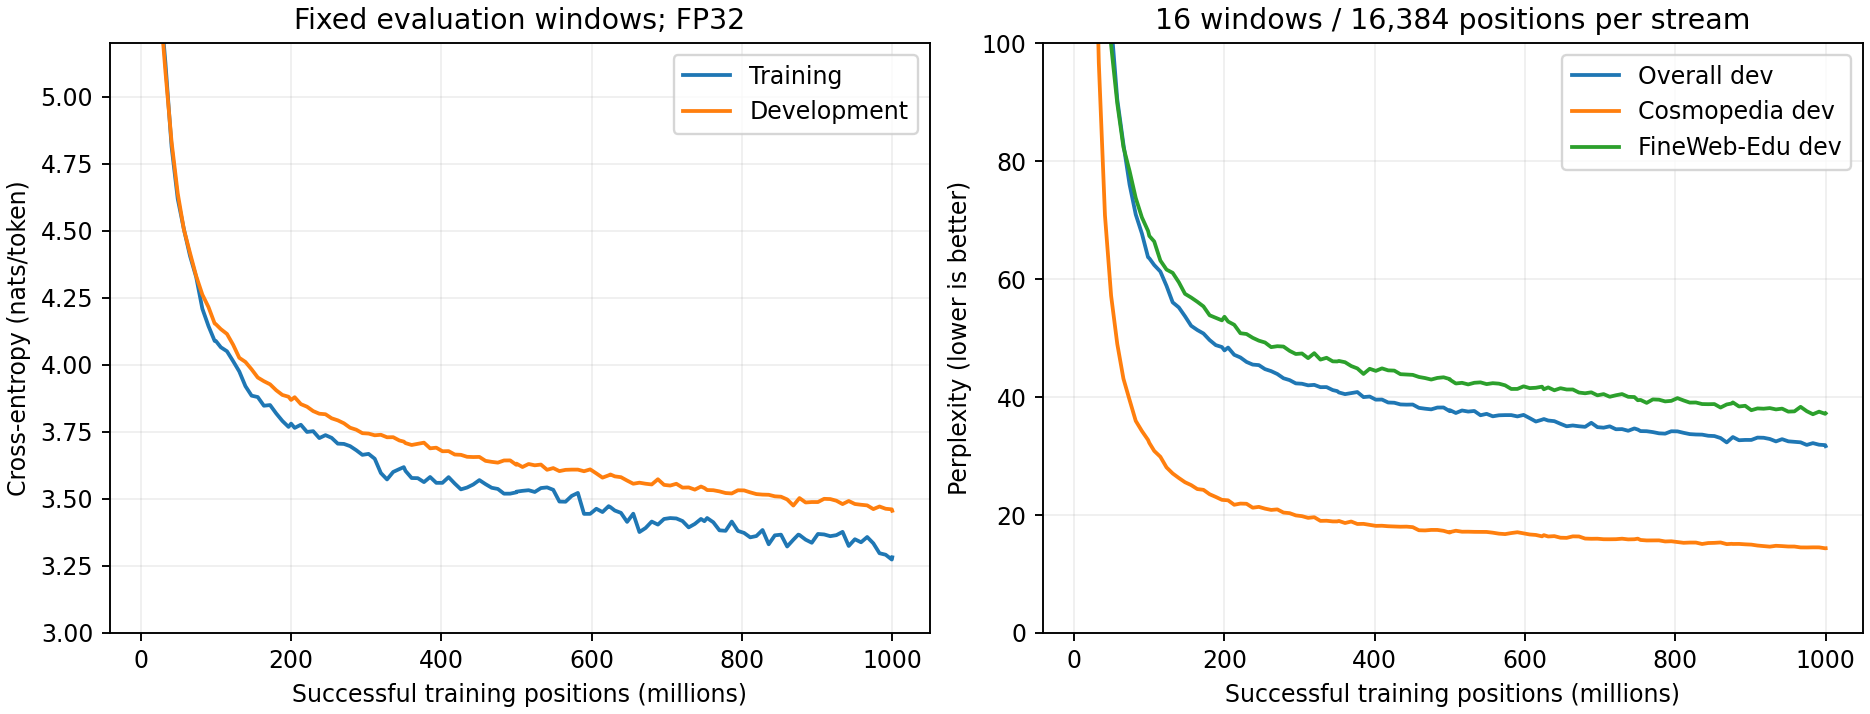 Fixed evaluation windows; FP32
Training
Development
5.00
4.75
4.50
4.25
4.00
3.75
3.50
3.25
3.00
Cross-entropy (nats/token)
0
200
400
600
800
1000
Successful training positions (millions)
16 windows / 16,384 positions per stream
Overall dev
Cosmopedia dev
FineWeb-Edu dev
100
80
60
40
20
0
Perplexity (lower is better)
0
200
400
600
800
1000
Successful training positions (millions)